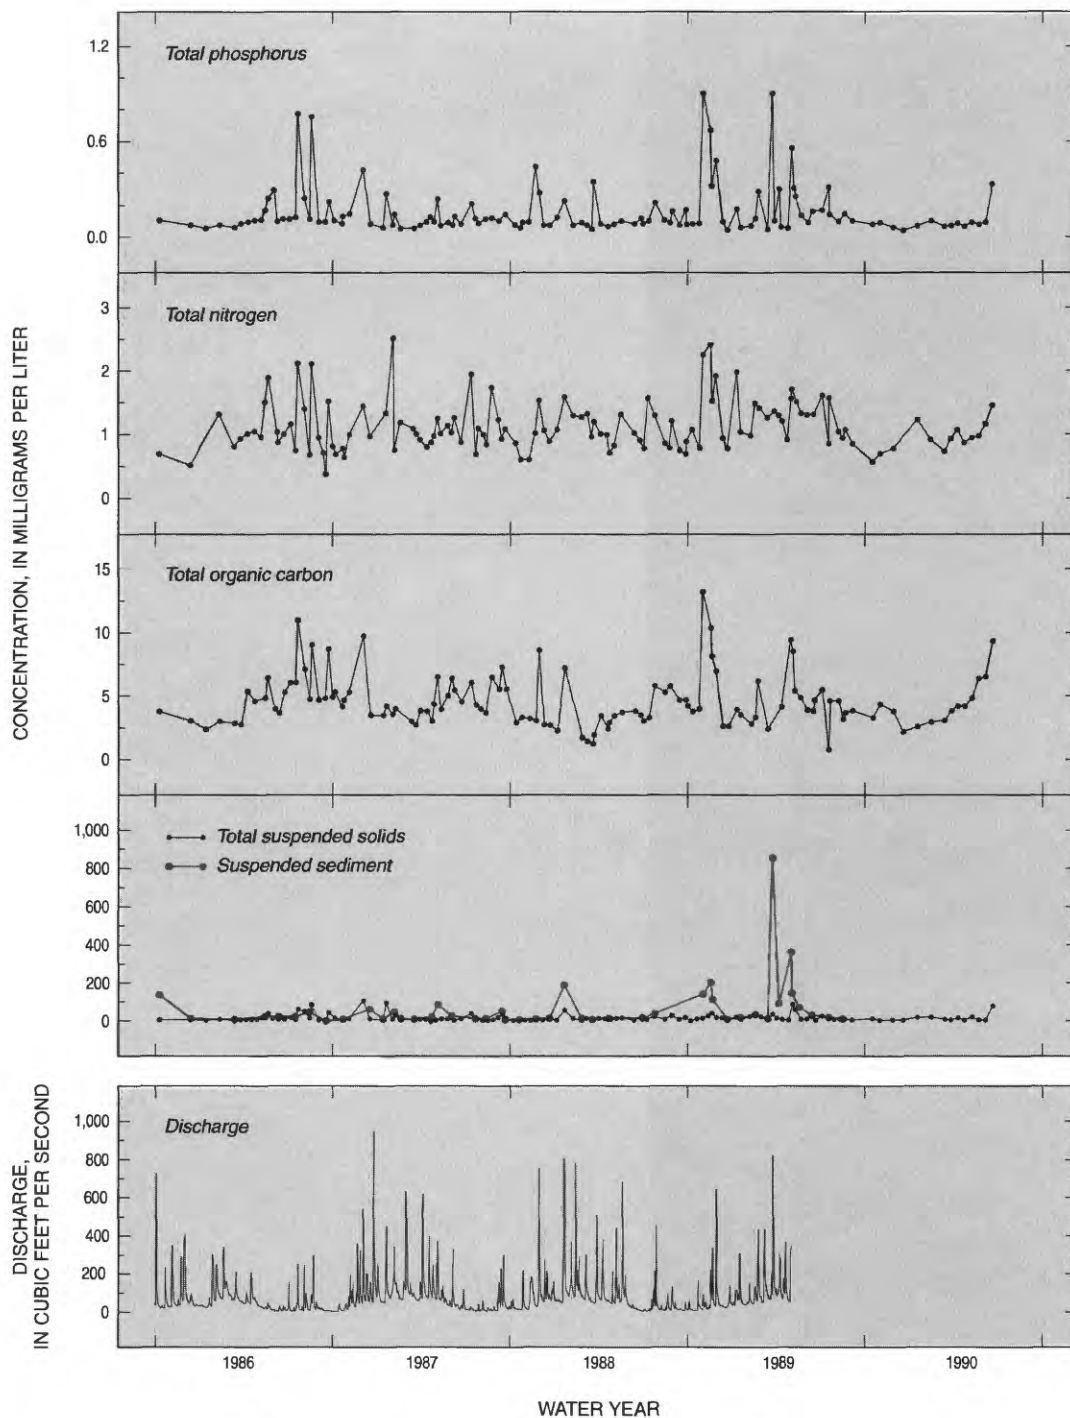 CONCENTRATION, IN MILLIGRAMS PER LITER
Total phosphorus
1.2
0.6
0.0
Total nitrogen
3
2
1
0
Total organic carbon
15
10
5
0
Total suspended solids
Suspended sediment
1,000
800
600
400
200
0
DISCHARGE,
IN CUBIC FEET PER SECOND
Discharge
1,000
800
600
400
200
0
1986 1987 1988 1989 1990
WATER YEAR